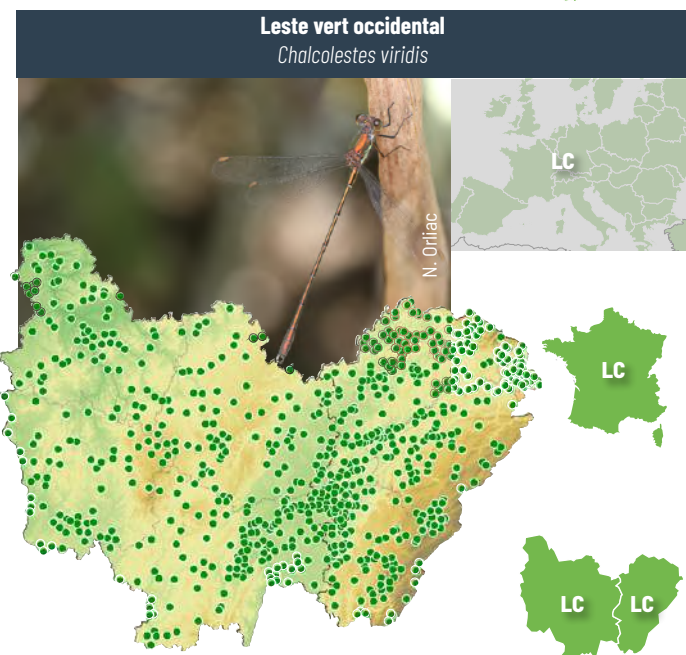 Leste vert occidental
Chalcolestes viridis
LC
N. Orliac
LC
LC
LC